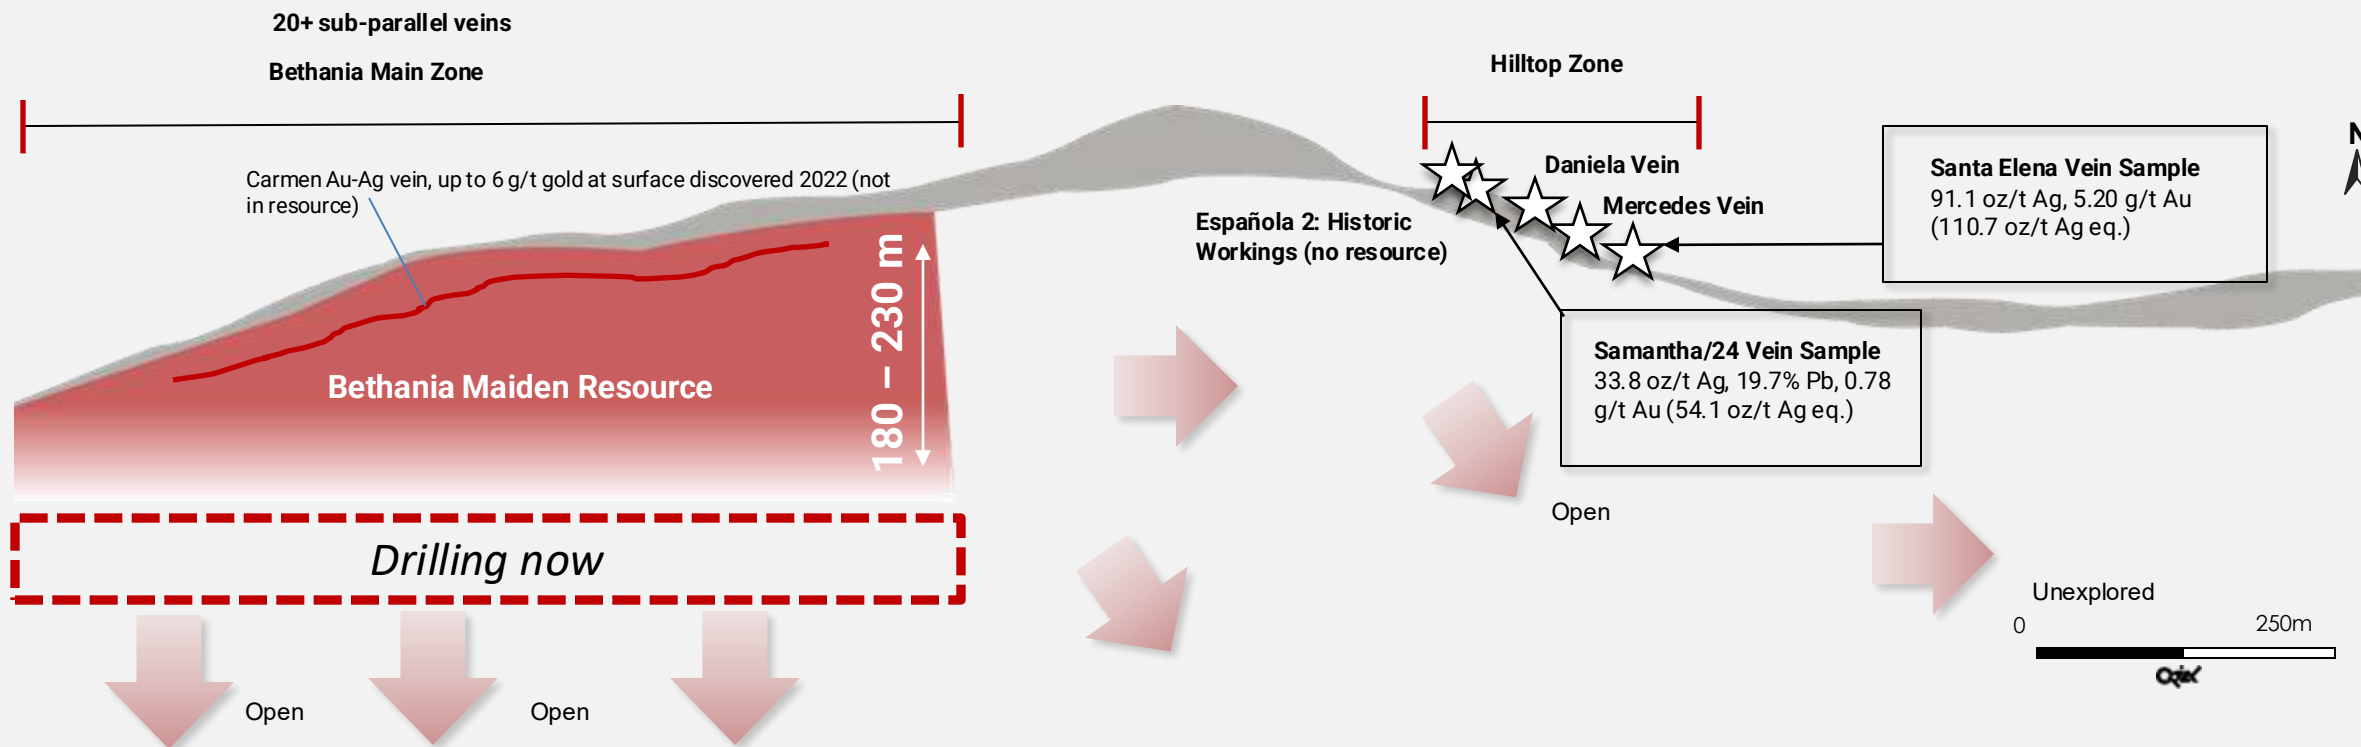 20+ sub-parallel veins
Bethania Main Zone
Hilltop Zone
N
Carmen Au-Ag vein, up to 6 g/t gold at surface discovered 2022 (not
in resource)
Daniela Vein
Mercedes Vein
Santa Elena Vein Sample
91.1 oz/t Ag, 5.20 g/t Au
(110.7 oz/t Ag eq.)
Española 2: Historic
Workings (no resource)
180 – 230 m
Bethania Maiden Resource
Samantha/24 Vein Sample
33.8 oz/t Ag, 19.7% Pb, 0.78
g/t Au (54.1 oz/t Ag eq.)
Open
Drilling now
Unexplored
0 250m
Open
Open